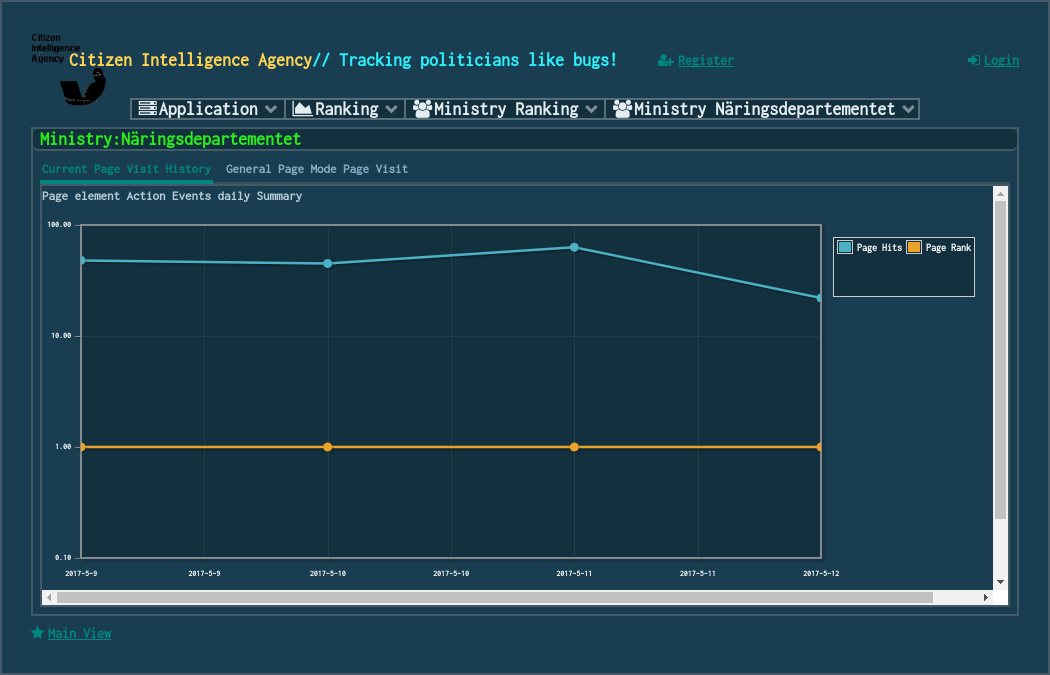 Citizen
Intelligence
Agency
Citizen Intelligence Agency// Tracking politicians like bugs!
Register
Login
Application
Ranking
Ministry Ranking
Ministry Näringsdepartementet
Ministry:Näringsdepartementet
Current Page Visit History
General Page Mode Page Visit
Page element Action Events daily Summary
100.00
10.00
1.00
0.10
2017-5-9
2017-5-9
2017-5-10
2017-5-10
2017-5-11
2017-5-11
2017-5-12
Page Hits
Page Rank
Main View